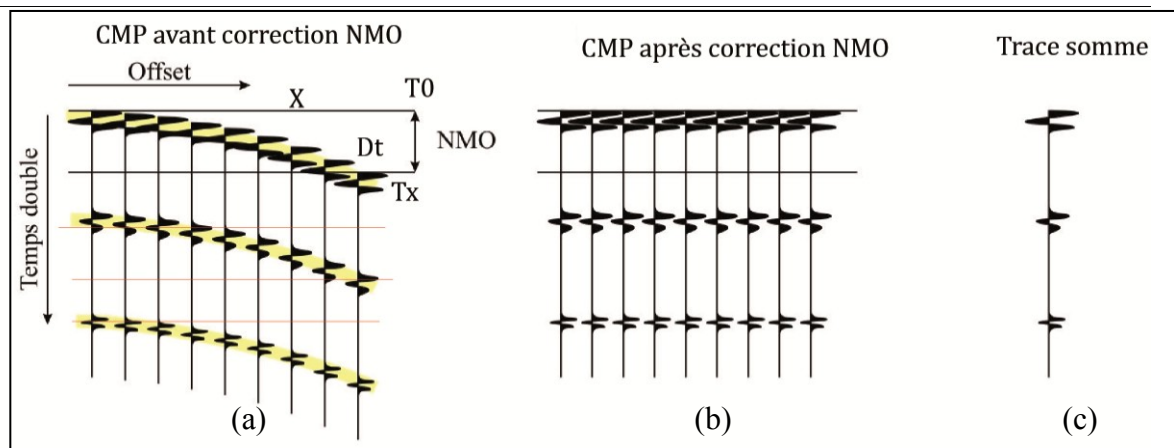 CMP avant correction NMO
Offset
X
T0
NMO
Dt
Tx
Temps double
(a)
CMP après correction NMO
(b)
Trace somme
(c)